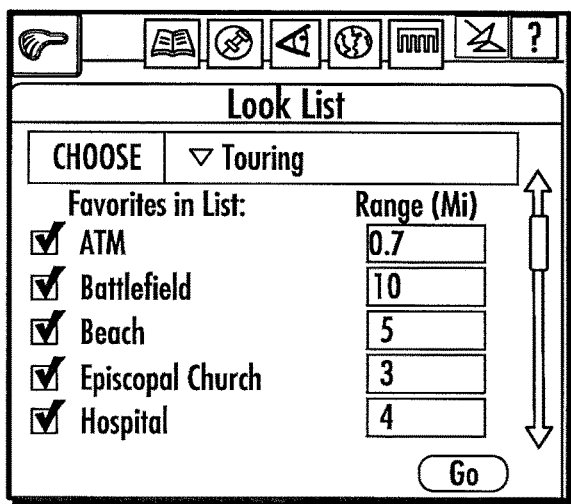 ?
Look List
CHOOSE ▽ Touring
Favorites in List: Range (Mi)
ATM 0.7
Battlefield 10
Beach 5
Episcopal Church 3
Hospital 4
Go